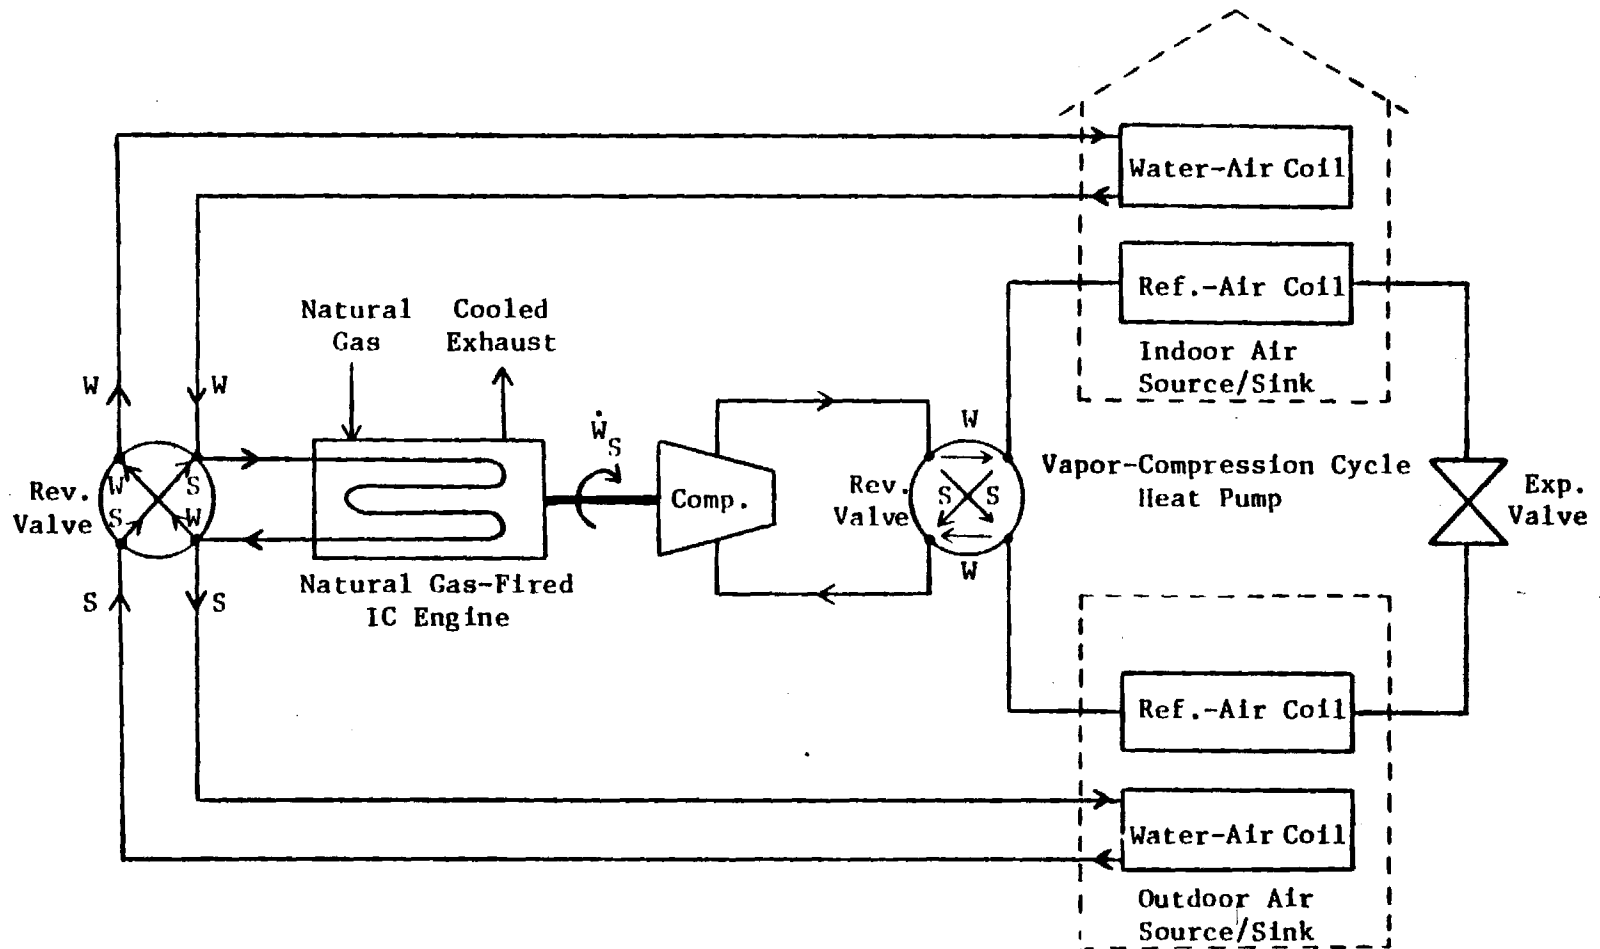 Water-Air Coil
Ref.-Air Coil
Indoor Air
Source/Sink
Natural
Gas
Cooled
Exhaust
W
W
Rev.
Valve
W
S
S
W
S
S
Natural Gas-Fired
IC Engine
Ẇ
S
Comp.
Rev.
Valve
W
S
S
W
Vapor-Compression Cycle
Heat Pump
Exp.
Valve
Ref.-Air Coil
Water-Air Coil
Outdoor Air
Source/Sink